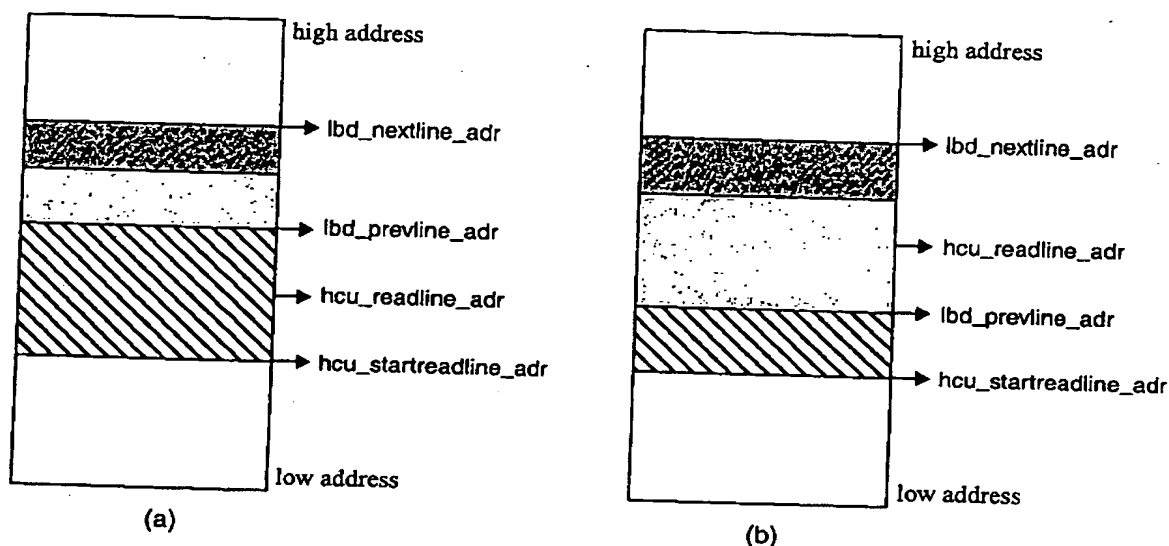 high address
lbd_nextline_adr
lbd_prevline_adr
hcu_readline_adr
hcu_startreadline_adr
low address
(a)
high address
lbd_nextline_adr
hcu_readline_adr
lbd_prevline_adr
hcu_startreadline_adr
low address
(b)